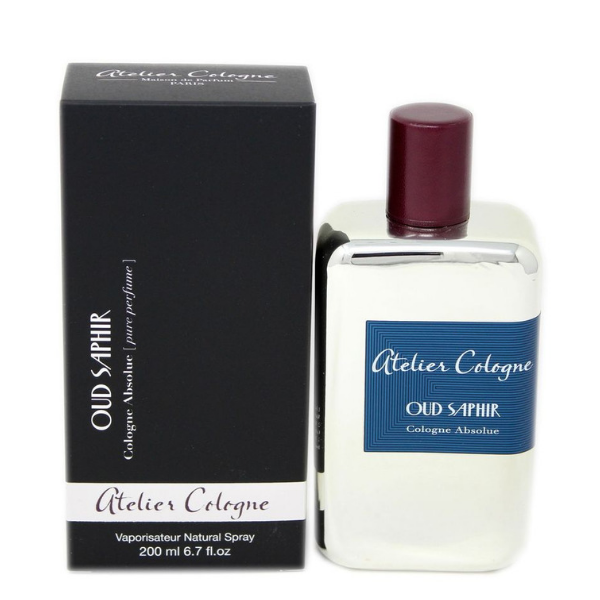 Atelier Cologne
Maison de Parfum
PARIS
OUD SAPHIR
Cologne Absolue [pure perfume]
Atelier Cologne
Vaporisateur Natural Spray
200 ml 6.7 fl.oz
Atelier Cologne
OUD SAPHIR
Cologne Absolue